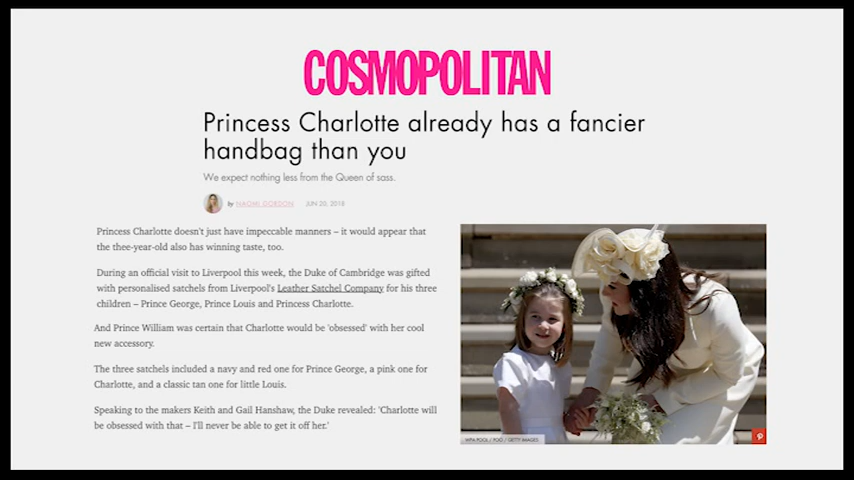 COSMOPOLITAN
Princess Charlotte already has a fancier
handbag than you
We expect nothing less from the Queen of sass.
by NAOMI GORDON JUN 20, 2018
Princess Charlotte doesn't just have impeccable manners – it would appear that
the thee-year-old also has winning taste, too.
During an official visit to Liverpool this week, the Duke of Cambridge was gifted
with personalised satchels from Liverpool's Leather Satchel Company for his three
children – Prince George, Prince Louis and Princess Charlotte.
And Prince William was certain that Charlotte would be 'obsessed' with her cool
new accessory.
The three satchels included a navy and red one for Prince George, a pink one for
Charlotte, and a classic tan one for little Louis.
Speaking to the makers Keith and Gail Hanshaw, the Duke revealed: 'Charlotte will
be obsessed with that – I'll never be able to get it off her.'
WPA POOL / POO / GETTY IMAGES